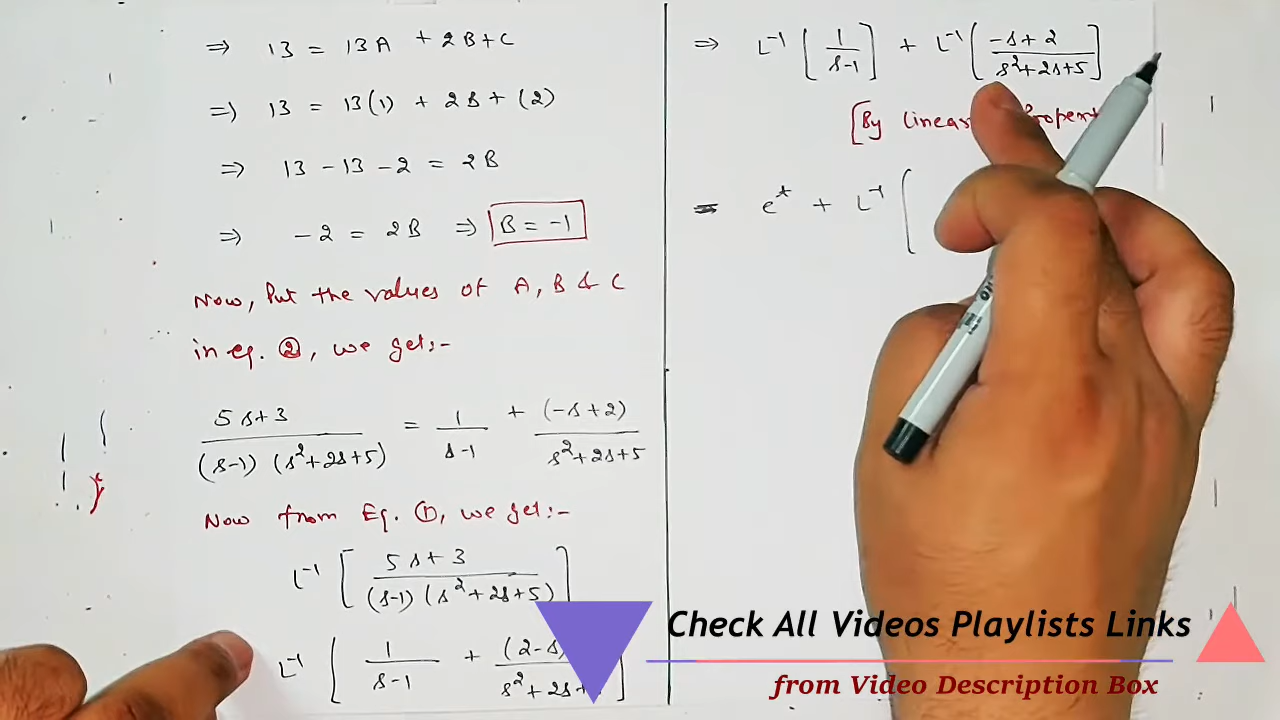 ⇒ 13 = 13A + 2B+C
⇒ 13 = 13(1) + 2B + (2)
⇒ 13 - 13 - 2 = 2B
⇒ -2 = 2B ⇒ B = -1
Now, Put the values of A, B & C
in eq. ②, we get:-
5s+3 / (s-1) (s²+2s+5) = 1 / s-1 + (-s+2) / s²+2s+5
Now from Eq. ①, we get:-
L⁻¹ [ 5s+3 / (s-1) (s²+2s+5) ]
L⁻¹ [ 1 / s-1 + (2-s) / s²+2s+ ]
⇒ L⁻¹ [ 1 / s-1 ] + L⁻¹ [ -s+2 / s²+2s+5 ]
[By
= eᵗ + L⁻¹ [
Check All Videos Playlists Links
from Video Description Box